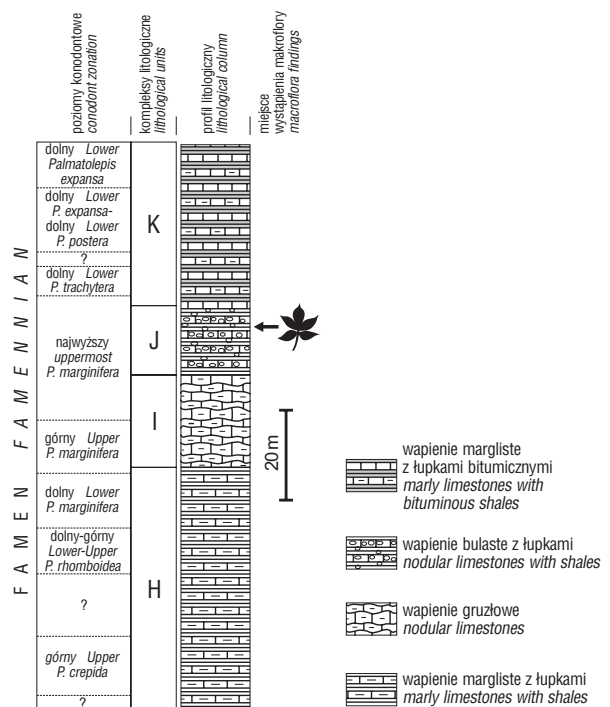 poziomy konodontowe
conodont zonation
kompleksy litologiczne
lithological units
profil litologiczny
lithological column
miejsce
wystąpienia makroflory
macroflora findings
FAMEN FAMENNIAN
dolny Lower
Palmatolepis
expansa
dolny Lower
P. expansa-
dolny Lower
P. postera
?
dolny Lower
P. trachytera
najwyższy
uppermost
P. marginifera
górny Upper
P. marginifera
dolny Lower
P. marginifera
dolny-górny
Lower-Upper
P. rhomboidea
?
górny Upper
P. crepida
?
K
J
I
H
20 m
wapienie margliste
z łupkami bitumicznymi
marly limestones with
bituminous shales
wapienie bulaste z łupkami
nodular limestones with shales
wapienie gruzłowe
nodular limestones
wapienie margliste z łupkami
marly limestones with shales